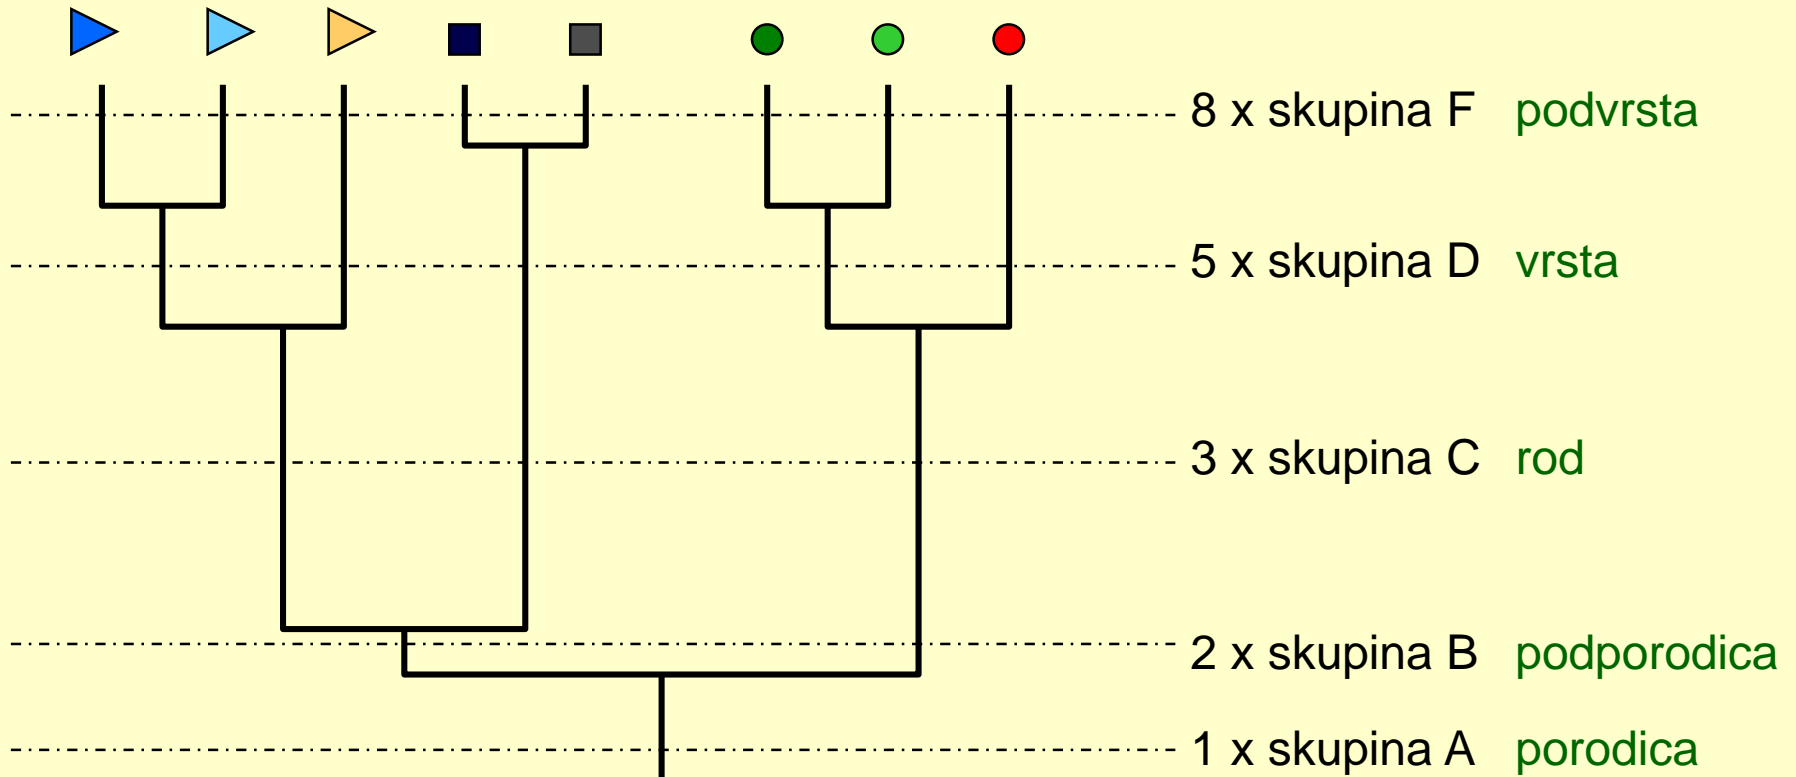 8 x skupina F podvrsta
5 x skupina D vrsta
3 x skupina C rod
2 x skupina B podporodica
1 x skupina A porodica